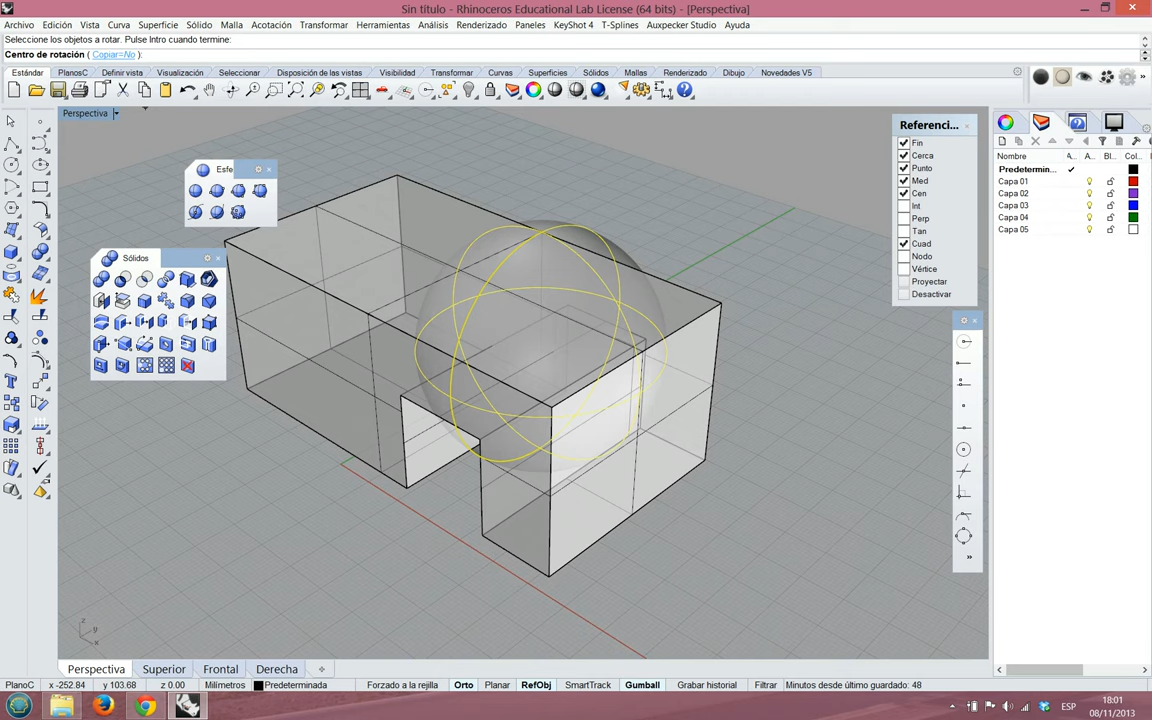 Sin título - Rhinoceros Educational Lab License (64 bits) - [Perspectiva]
Archivo Edición Vista Curva Superficie Sólido Malla Acotación Transformar Herramientas Análisis Renderizado Paneles KeyShot 4 T-Splines Auxpecker Studio Ayuda
Seleccione los objetos a rotar. Pulse Intro cuando termine:
Centro de rotación ( Copiar=No ):
Estándar PlanosC Definir vista Visualización Seleccionar Disposición de las vistas Visibilidad Transformar Curvas Superficies Sólidos Mallas Renderizado Dibujo Novedades V5
Perspectiva
Esfe
Sólidos
Referenci...
Fin
Cerca
Punto
Med
Cen
Int
Perp
Tan
Cuad
Nodo
Vértice
Proyectar
Desactivar
Nombre A... A... Bl... Col...
Predetermin...
Capa 01
Capa 02
Capa 03
Capa 04
Capa 05
z
y
x
Perspectiva Superior Frontal Derecha
PlanoC x -252.84 y 103.68 z 0.00 Milímetros Predeterminada Forzado a la rejilla Orto Planar RefObj SmartTrack Gumball Grabar historial Filtrar Minutos desde último guardado: 48
ESP
18:01
08/11/2013